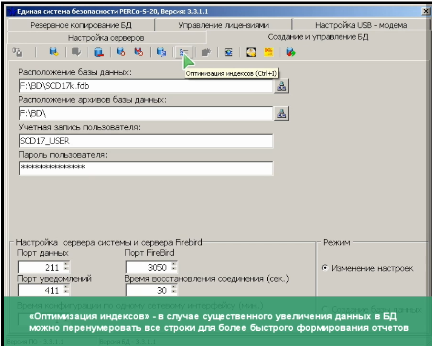 Единая система безопасности PERCo-S-20, Версия: 3.3.1.1
Резервное копирование БД
Управление лицензиями
Настройка USB - модема
Настройка серверов
Создание и управление БД
Оптимизация индексов (Ctrl+I)
Расположение базы данных:
F:\BD\SCD17k.fdb
Расположение архивов базы данных:
F:\BD\
Учетная запись пользователя:
SCD17_USER
Пароль пользователя:
**************
Настройка сервера системы и сервера Firebird
Режим
Порт данных
Порт FireBird
211
3050
Изменение настроек
Порт уведомлений
Время восстановления соединения (сек.)
411
30
«Оптимизация индексов» - в случае существенного увеличения данных в БД
можно перенумеровать все строки для более быстрого формирования отчетов